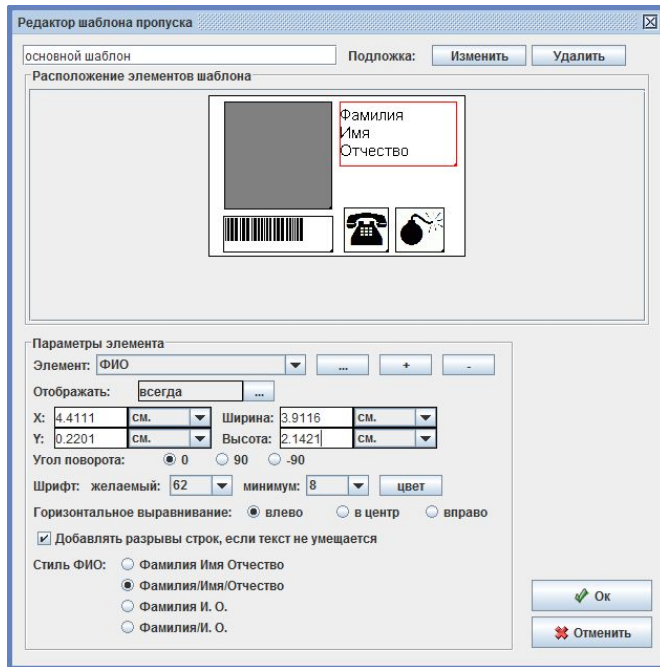 Редактор шаблона пропуска
основной шаблон Подложка: Изменить Удалить
Расположение элементов шаблона
Фамилия
Имя
Отчество
Параметры элемента
Элемент: ФИО ... + -
Отображать: всегда ...
X: 4.4111 см. Ширина: 3.9116 см.
Y: 0.2201 см. Высота: 2.1421 см.
Угол поворота: 0 90 -90
Шрифт: желаемый: 62 минимум: 8 цвет
Горизонтальное выравнивание: влево в центр вправо
Добавлять разрывы строк, если текст не умещается
Стиль ФИО: Фамилия Имя Отчество
Фамилия/Имя/Отчество
Фамилия И. О.
Фамилия/И. О.
Ок
Отменить